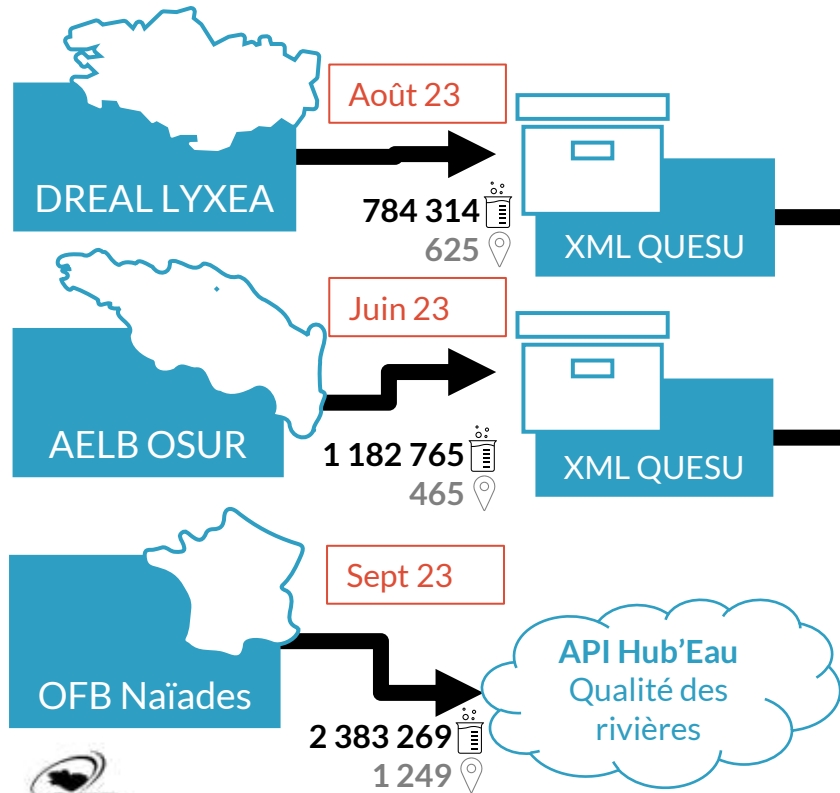 Août 23
DREAL LYXEA
784 314
625
XML QUESU
Juin 23
AELB OSUR
1 182 765
465
XML QUESU
Sept 23
OFB Naïades
2 383 269
1 249
API Hub’Eau
Qualité des
rivières